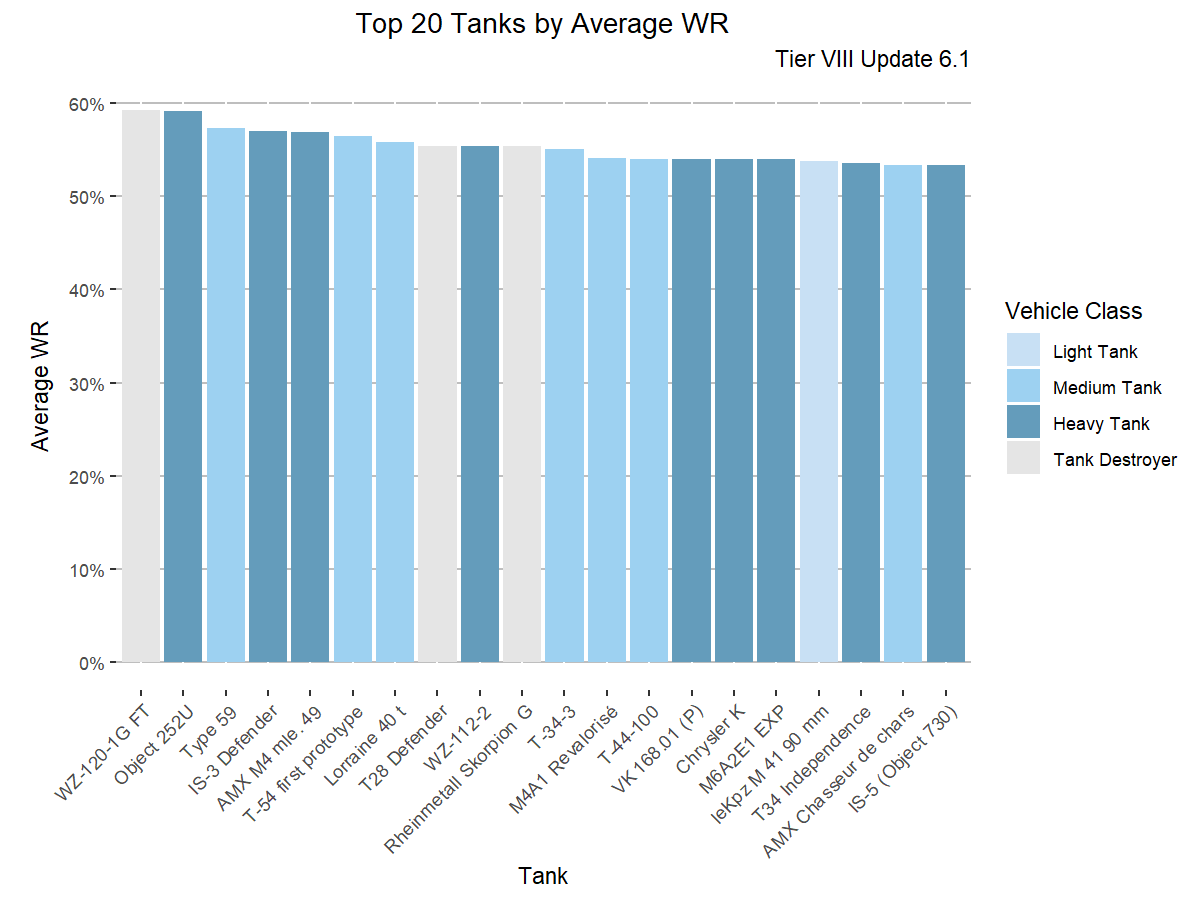 Top 20 Tanks by Average WR
Tier VIII Update 6.1
60%
50%
40%
30%
20%
10%
0%
Average WR
WZ-120-1G FT
Object 252U
Type 59
IS-3 Defender
AMX M4 mle. 49
T-54 first prototype
Lorraine 40 t
T28 Defender
WZ-112-2
Rheinmetall Skorpion G
T-34-3
M4A1 Revalorisé
T-44-100
VK 168.01 (P)
Chrysler K
M6A2E1 EXP
leKpz M 41 90 mm
T34 Independence
AMX Chasseur de chars
IS-5 (Object 730)
Tank
Vehicle Class
Light Tank
Medium Tank
Heavy Tank
Tank Destroyer